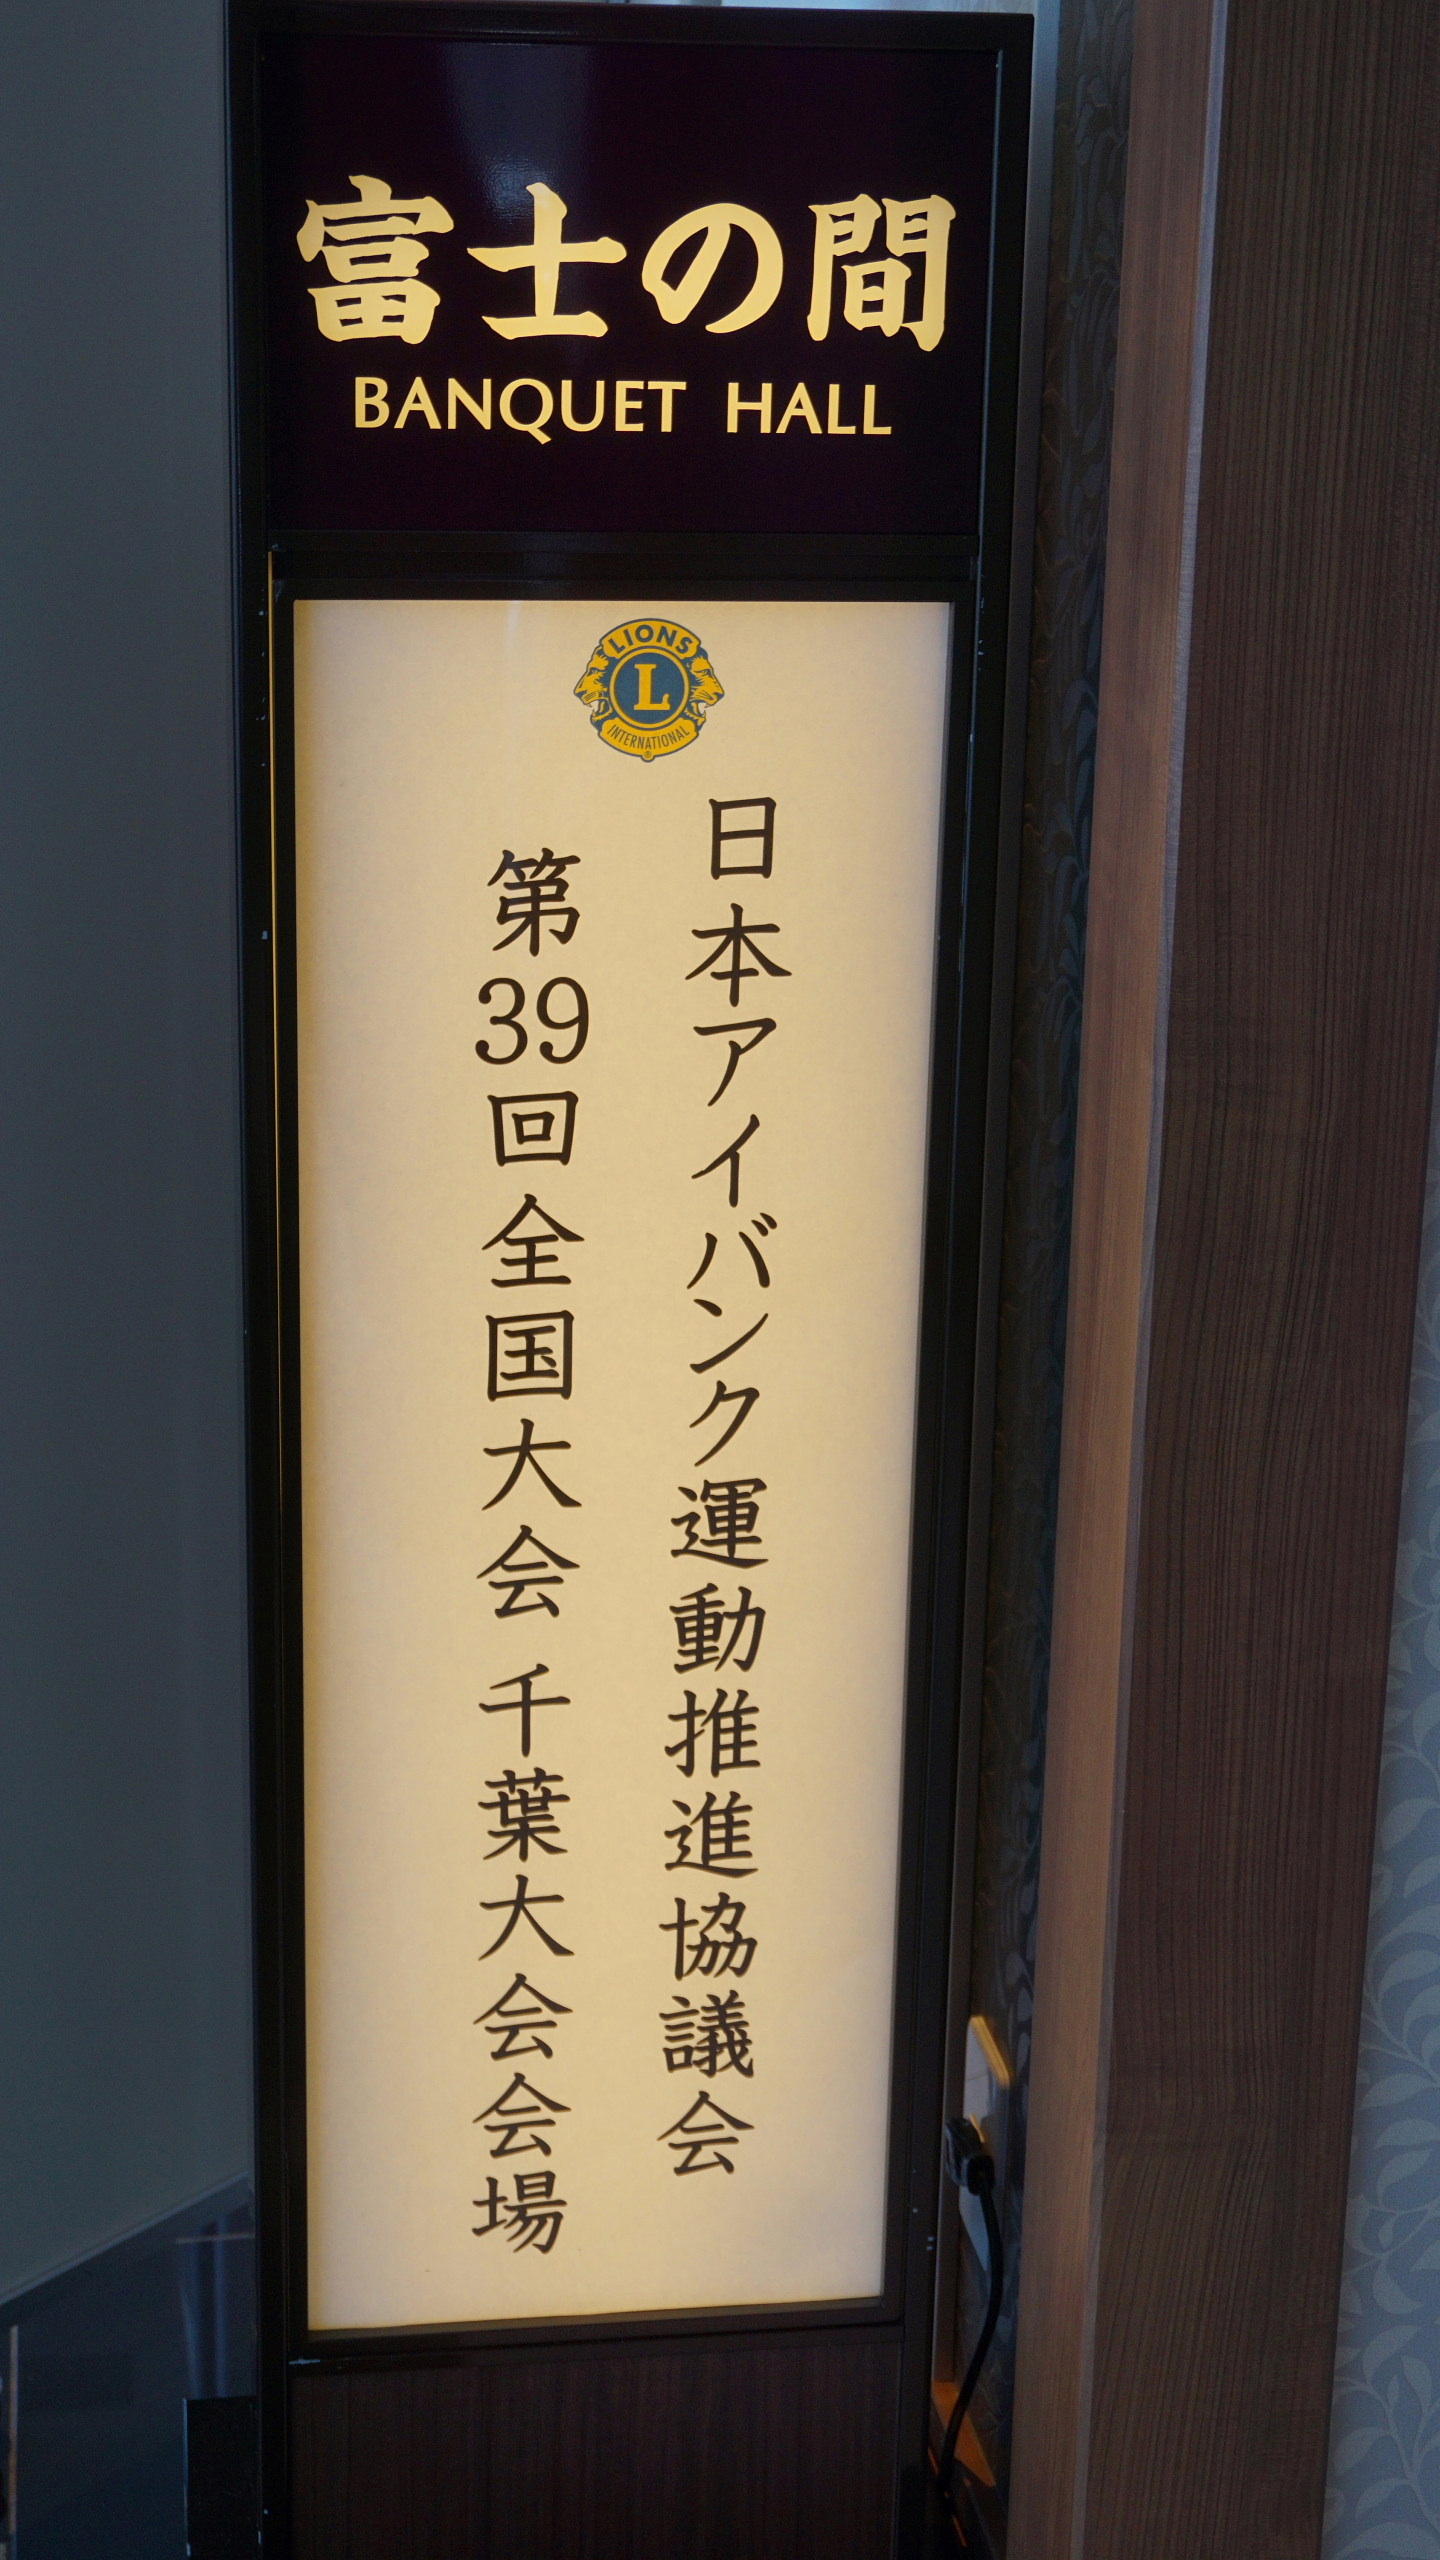 富士の間
BANQUET HALL
LIONS
L
INTERNATIONAL
®
日本アイバンク運動推進協議会
第39回全国大会 千葉大会会場